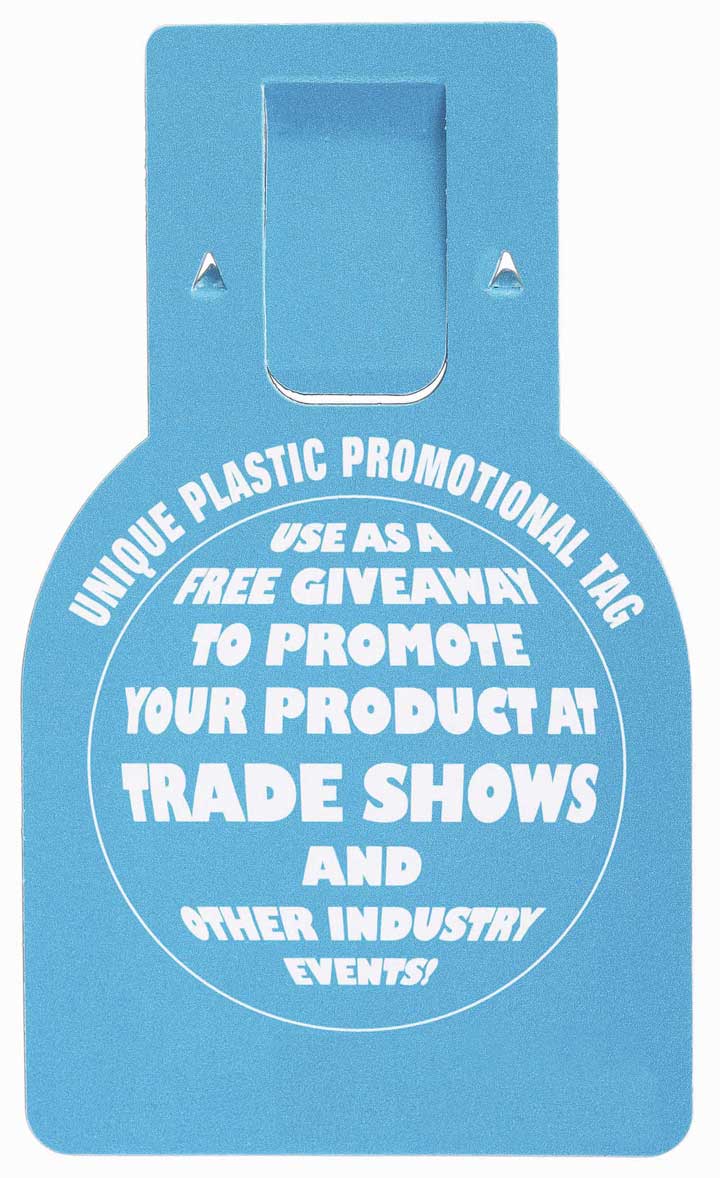 UNIQUE PLASTIC PROMOTIONAL TAG
USE AS A
FREE GIVEAWAY
TO PROMOTE
YOUR PRODUCT AT
TRADE SHOWS
AND
OTHER INDUSTRY
EVENTS!